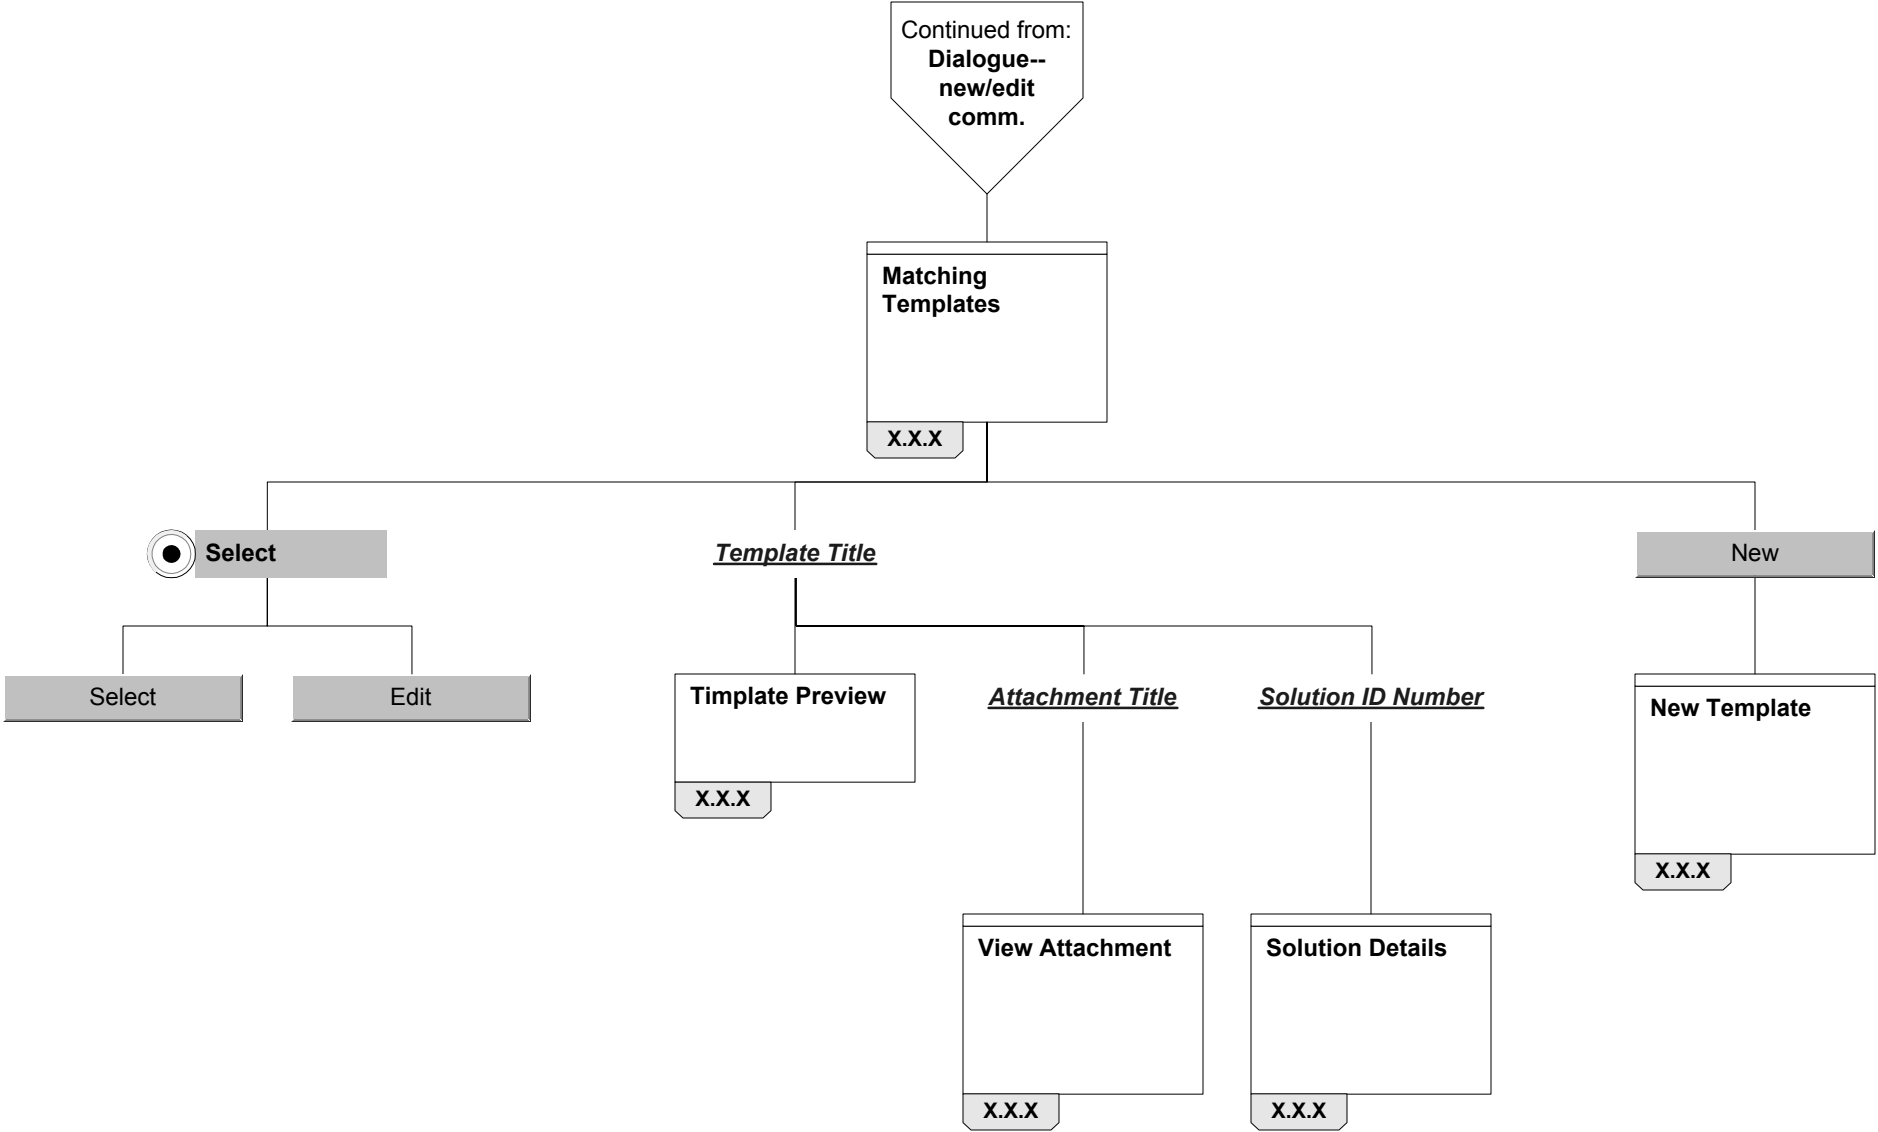 Continued from:
Dialogue--
new/edit
comm.
Matching
Templates
X.X.X
Select
Template Title
New
Select
Edit
Timplate Preview
Attachment Title
Solution ID Number
New Template
X.X.X
X.X.X
View Attachment
Solution Details
X.X.X
X.X.X